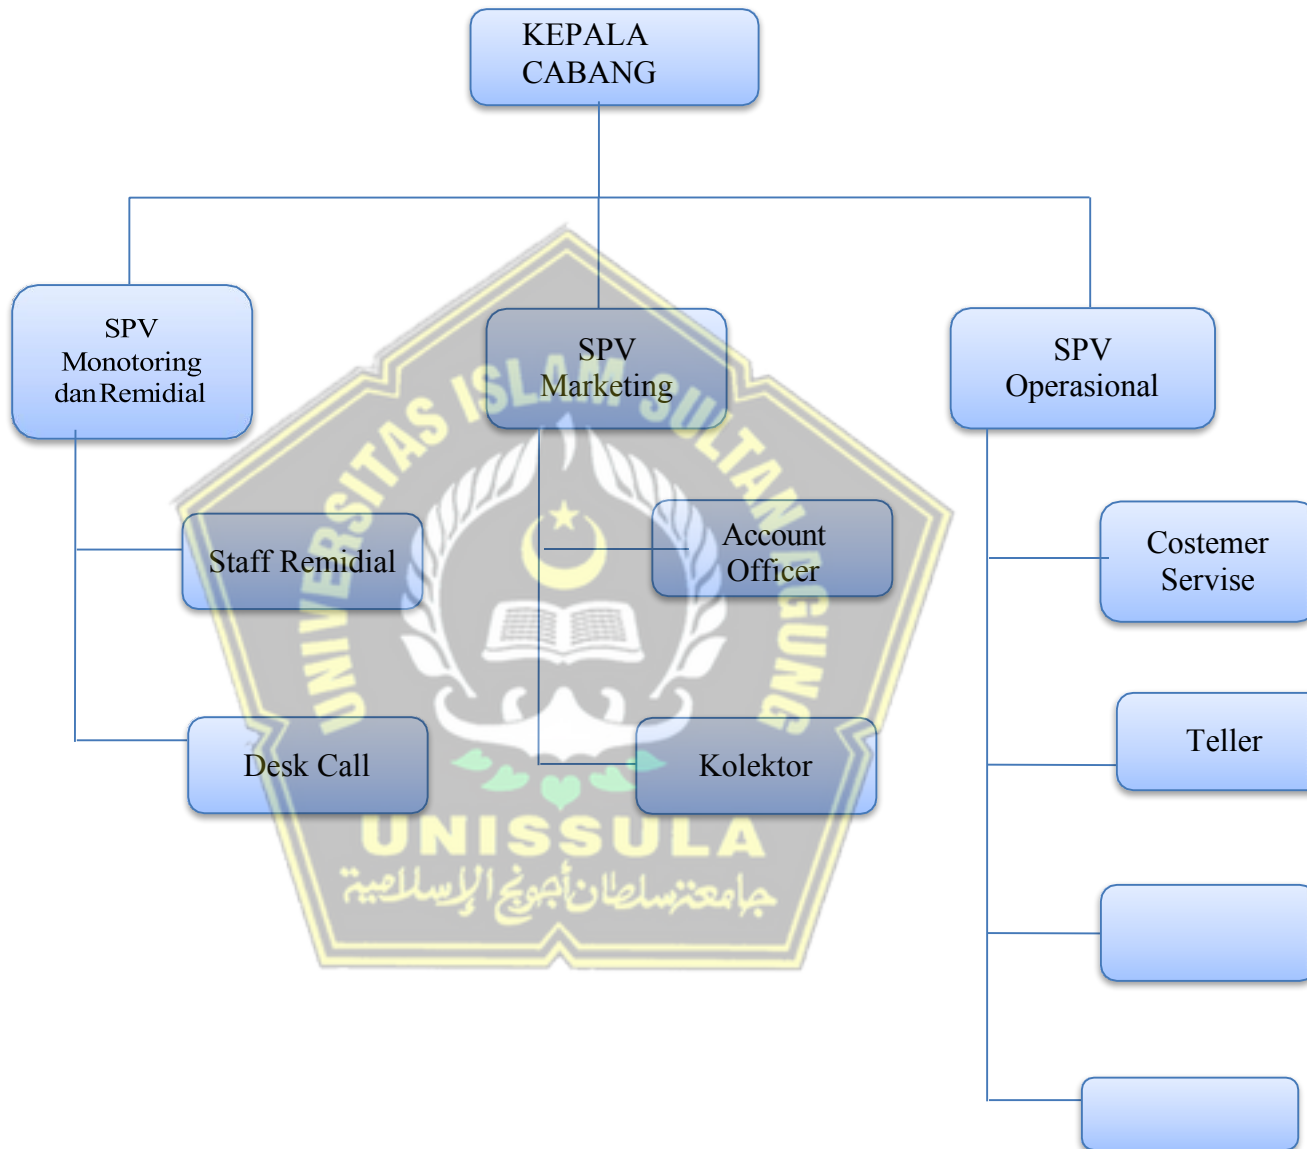 KEPALA
CABANG
SPV
Monotoring
dan Remidial
SPV
Marketing
SPV
Operasional
Staff Remidial
Account
Officer
Costemer
Servise
Desk Call
Kolektor
Teller
UNIVERSITAS ISLAM SULTAN AGUNG
UNISSULA
جامعة سلطان أجونج الإسلامية